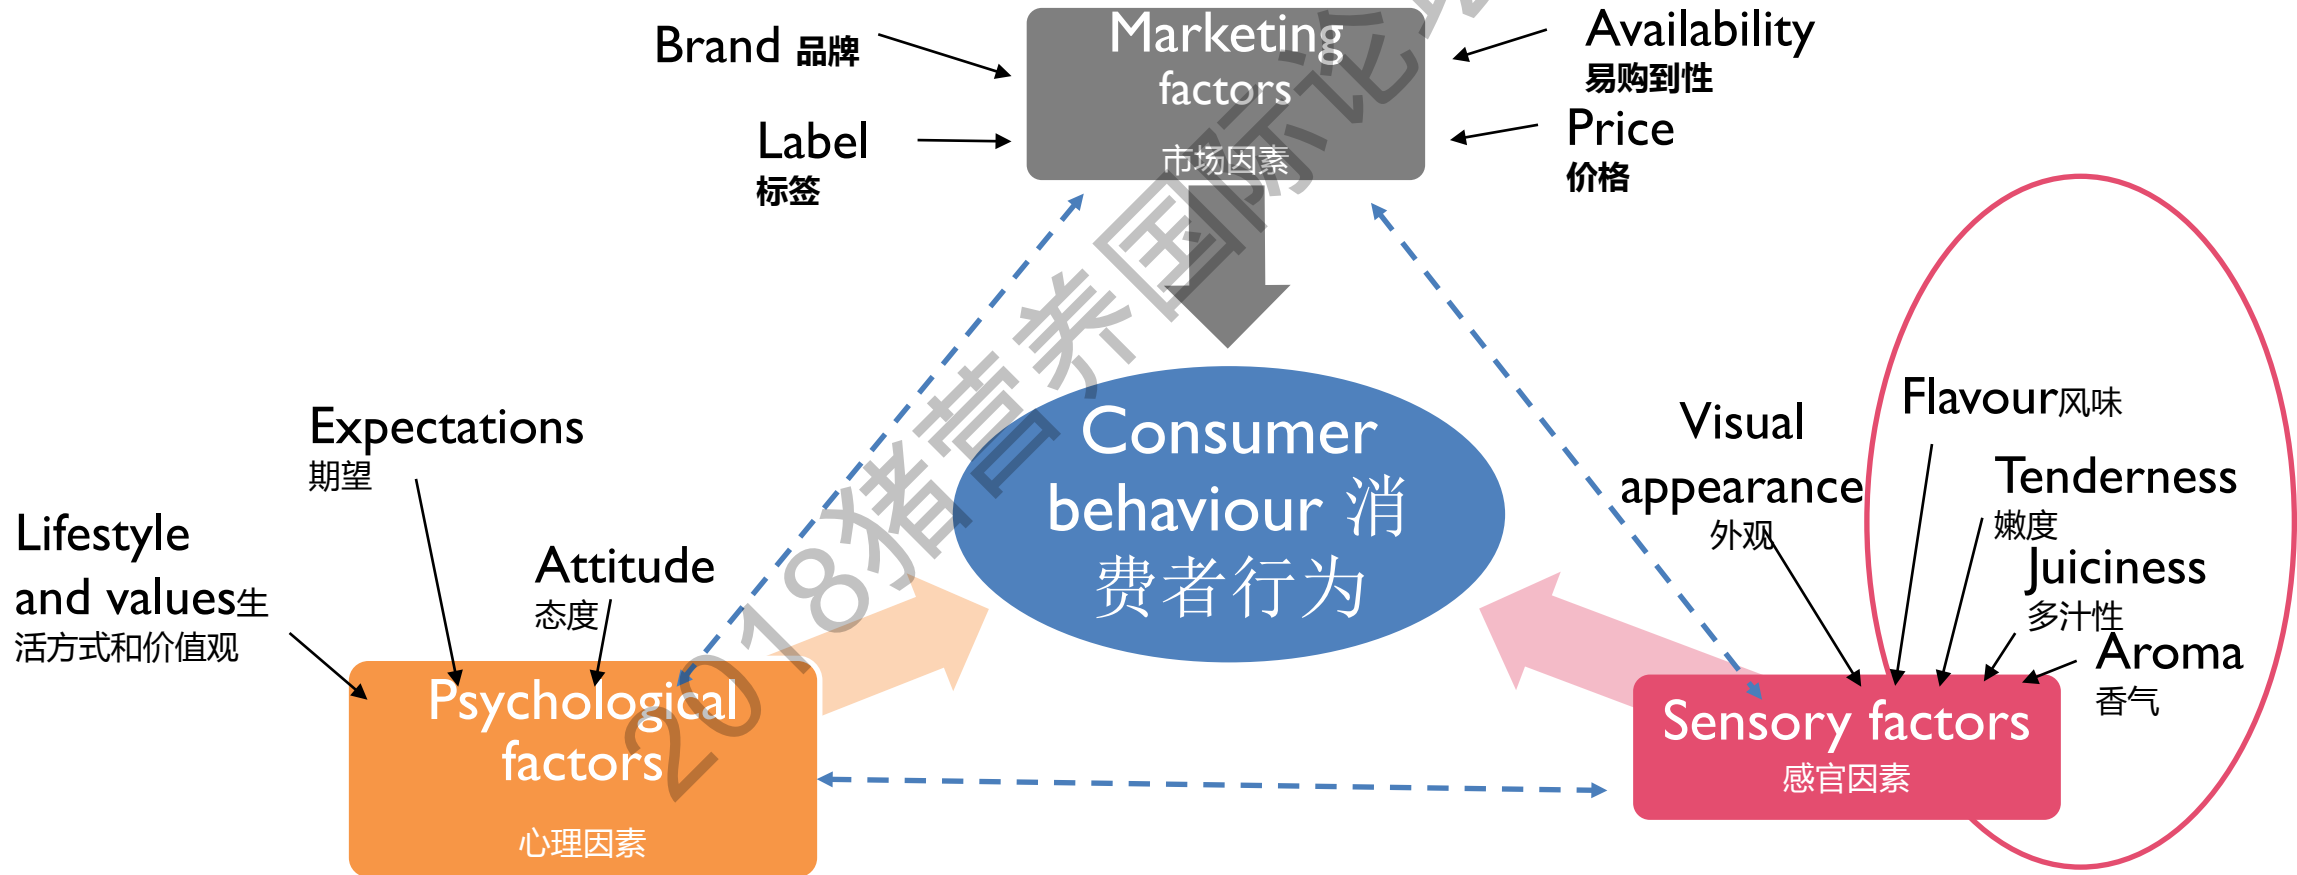 Brand 品牌
Label
标签
Marketing
factors
市场因素
Availability
易购到性
Price
价格
Expectations
期望
Lifestyle
and values生
活方式和价值观
Attitude
态度
Psychological
factors
心理因素
Consumer
behaviour 消
费者行为
Visual
appearance
外观
Flavour风味
Tenderness
嫩度
Juiciness
多汁性
Aroma
香气
Sensory factors
感官因素
2018猪营养国际论坛